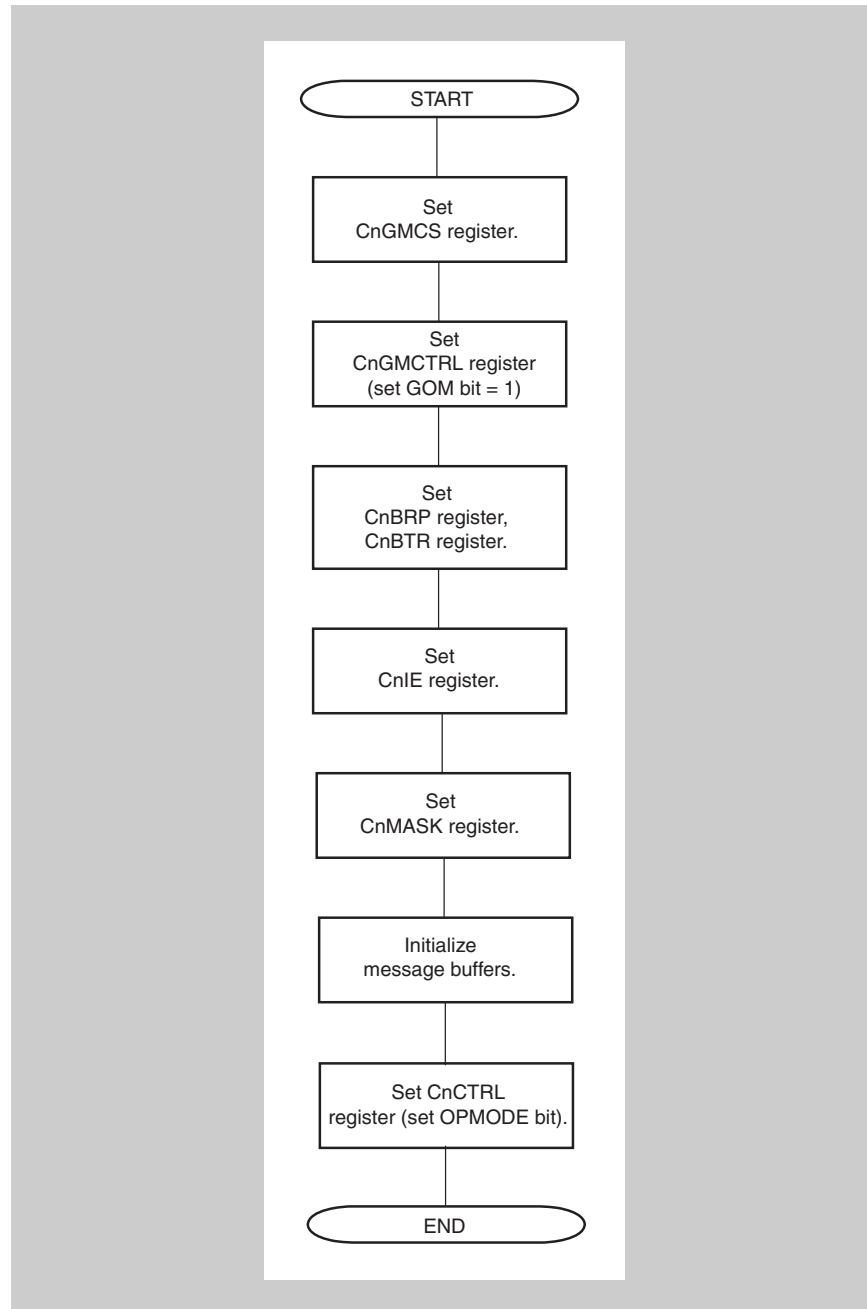 START
Set
CnGMCS register.
Set
CnGMCTRL register
(set GOM bit = 1)
Set
CnBRP register,
CnBTR register.
Set
CnIE register.
Set
CnMASK register.
Initialize
message buffers.
Set CnCTRL
register (set OPMODE bit).
END